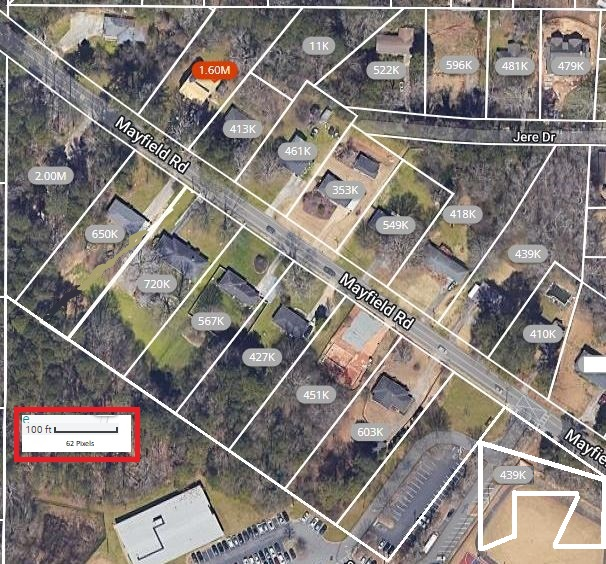 11K
1.60M
522K
596K
481K
479K
413K
Mayfield Rd
Jere Dr
461K
2.00M
353K
418K
549K
650K
439K
720K
Mayfield Rd
567K
410K
427K
451K
100 ft
62 Pixels
603K
Mayfie
439K